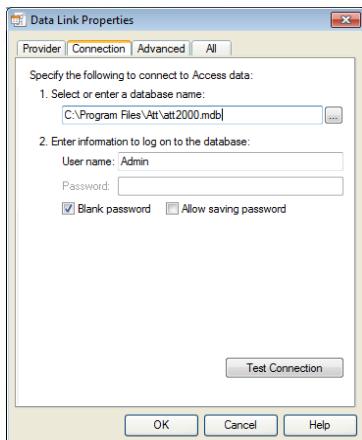 Data Link Properties
Provider Connection Advanced All
Specify the following to connect to Access data:
1. Select or enter a database name:
C:\Program Files\Att\att2000.mdb ...
2. Enter information to log on to the database:
User name: Admin
Password:
Blank password Allow saving password
Test Connection
OK Cancel Help